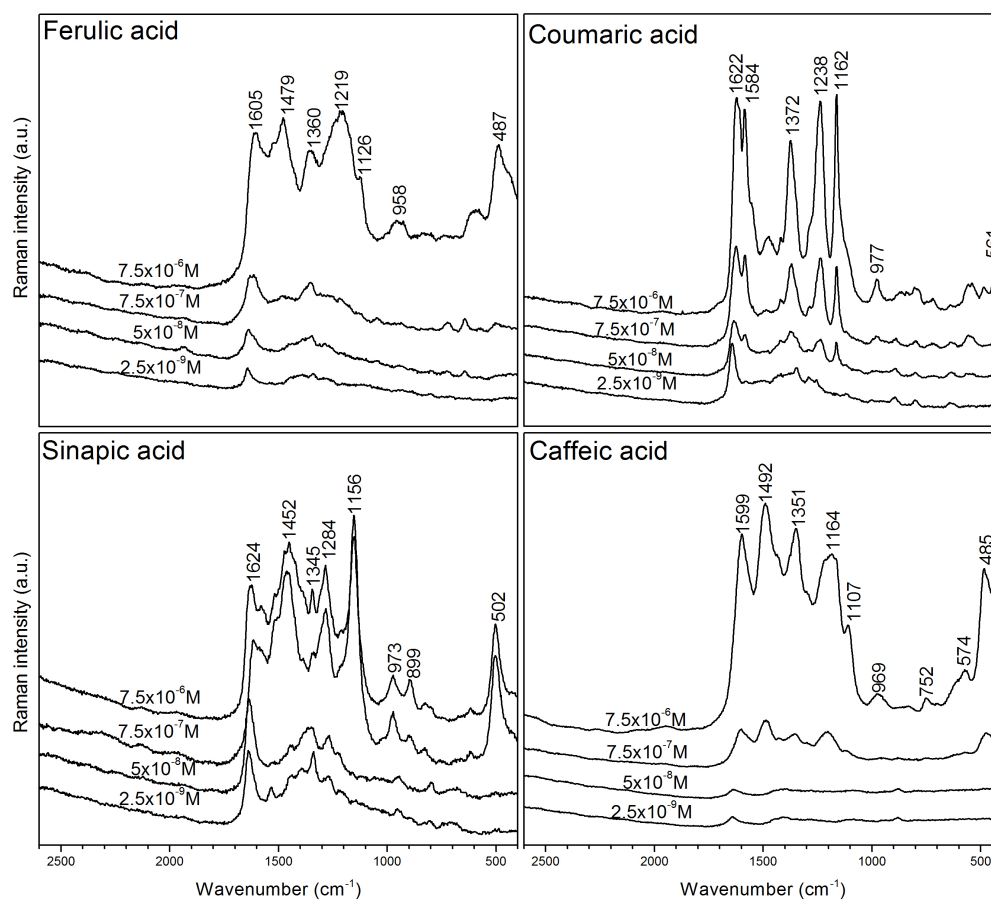 Ferulic acid
Raman intensity (a.u.)
1605
1479
1360
1219
1126
958
487
7.5x10⁻⁶M
7.5x10⁻⁷M
5x10⁻⁸M
2.5x10⁻⁹M
Coumaric acid
1622
1584
1372
1238
1162
977
7.5x10⁻⁶M
7.5x10⁻⁷M
5x10⁻⁸M
2.5x10⁻⁹M
Sinapic acid
Raman intensity (a.u.)
1624
1452
1345
1284
1156
973
899
502
7.5x10⁻⁶M
7.5x10⁻⁷M
5x10⁻⁸M
2.5x10⁻⁹M
2500 2000 1500 1000 500
Wavenumber (cm⁻¹)
Caffeic acid
1599
1492
1351
1164
1107
969
752
574
485
7.5x10⁻⁶M
7.5x10⁻⁷M
5x10⁻⁸M
2.5x10⁻⁹M
2500 2000 1500 1000 500
Wavenumber (cm⁻¹)